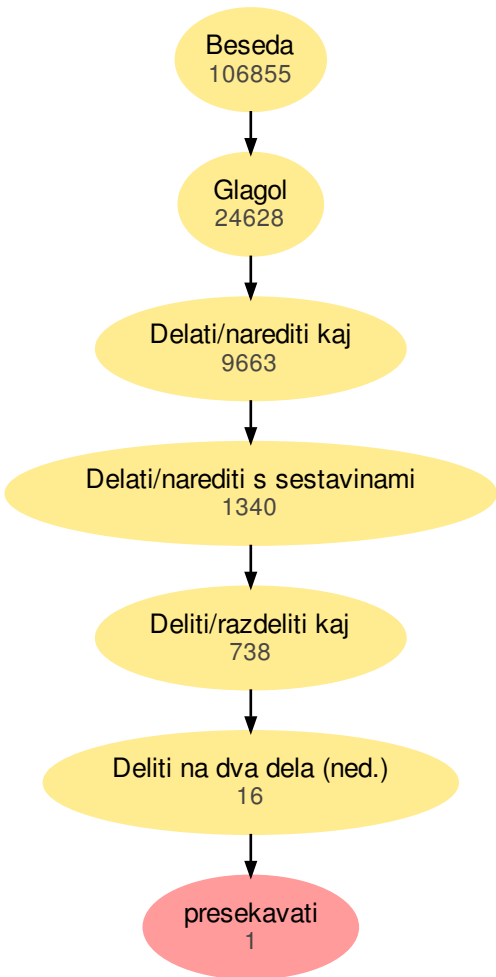 Beseda
106855
Glagol
24628
Delati/narediti kaj
9663
Delati/narediti s sestavinami
1340
Deliti/razdeliti kaj
738
Deliti na dva dela (ned.)
16
presekavati
1